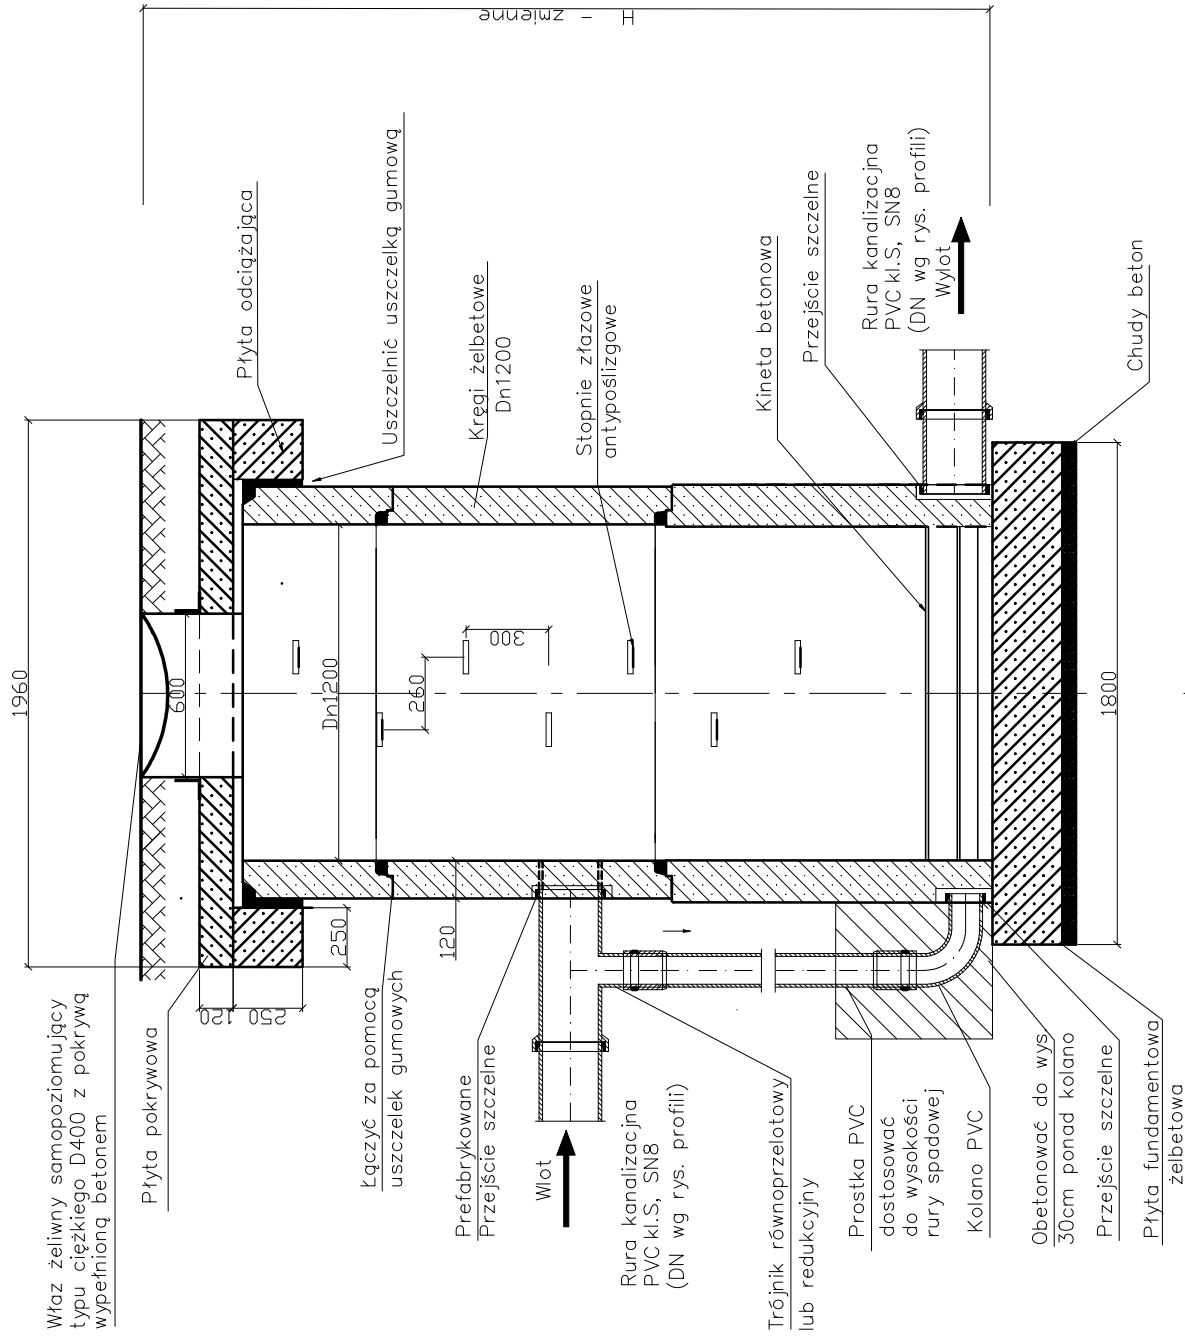 H - zmienne
1960
600
Dn1200
260
300
120
250
120
250
1800
Właz żeliwny samopoziomujący
typu ciężkiego D400 z pokrywą
wypełnioną betonem
Płyta pokrywowa
Łączyć za pomocą
uszczelek gumowych
Prefabrykowane
Przejście szczelne
Wlot
Rura kanalizacjna
PVC kl.S, SN8
(DN wg rys. profili)
Trójnik równoprzelotowy
lub redukcyjny
Prostka PVC
dostosować
do wysokości
rury spadowej
Kolano PVC
Obetonować do wys
30cm ponad kolano
Przejście szczelne
Płyta fundamentowa
żelbetowa
Płyta odciążająca
Uszczelnić uszczelką gumową
Kręgi żelbetowe
Dn1200
Stopnie złazowe
antypoślizgowe
Kineta betonowa
Przejście szczelne
Rura kanalizacjna
PVC kl.S, SN8
(DN wg rys. profili)
Wylot
Chudy beton